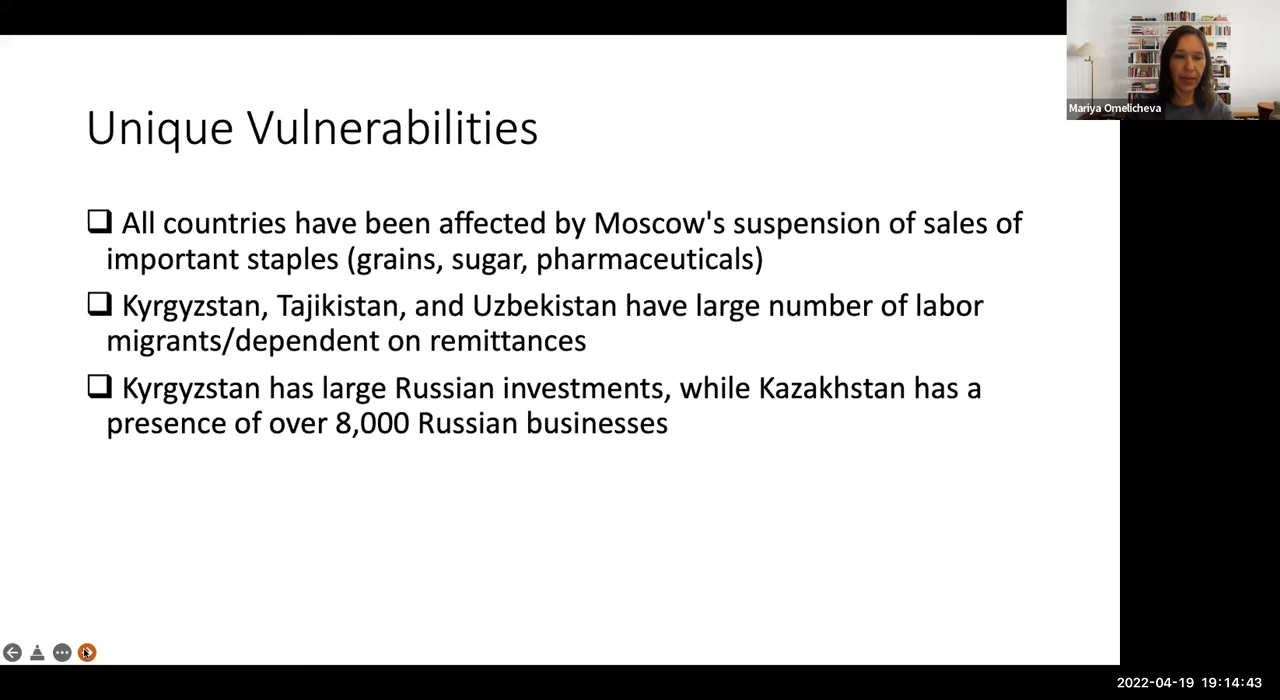 Mariya Omelicheva
Unique Vulnerabilities
❑ All countries have been affected by Moscow's suspension of sales of
important staples (grains, sugar, pharmaceuticals)
❑ Kyrgyzstan, Tajikistan, and Uzbekistan have large number of labor
migrants/dependent on remittances
❑ Kyrgyzstan has large Russian investments, while Kazakhstan has a
presence of over 8,000 Russian businesses
2022-04-19 19:14:43